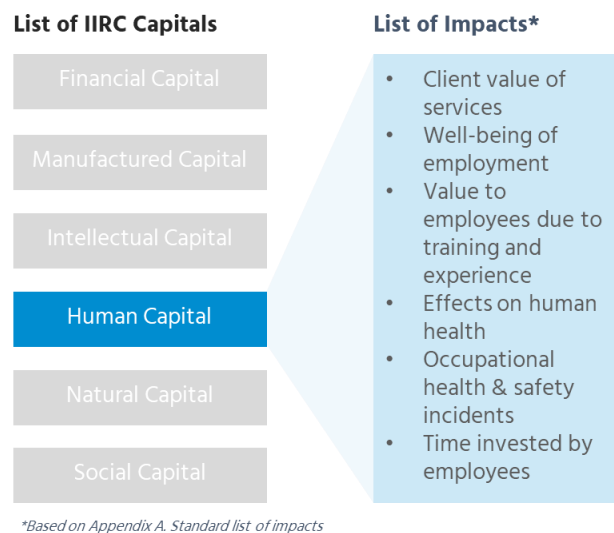 List of IIRC Capitals
Financial Capital
Manufactured Capital
Intellectual Capital
Human Capital
Natural Capital
Social Capital
List of Impacts*
• Client value of
services
• Well-being of
employment
• Value to
employees due to
training and
experience
• Effects on human
health
• Occupational
health & safety
incidents
• Time invested by
employees
*Based on Appendix A. Standard list of impacts